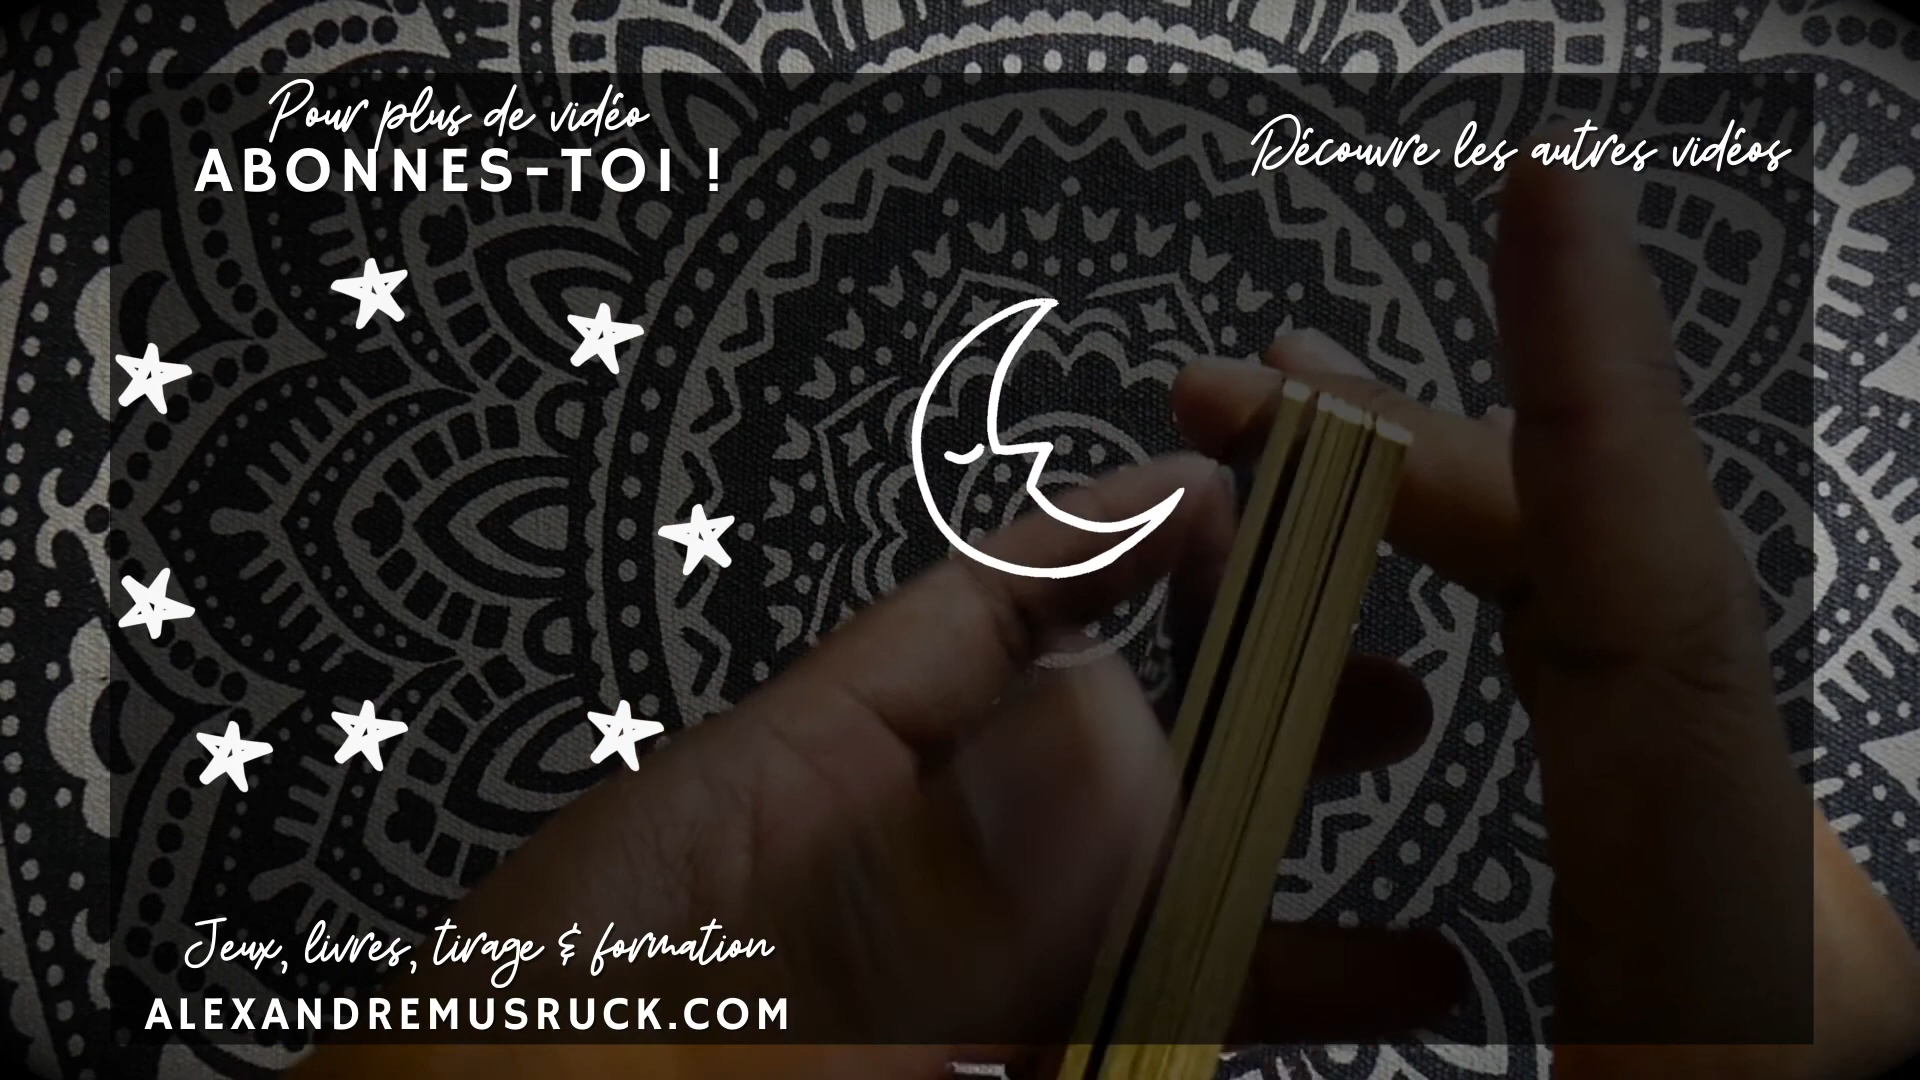 Pour plus de vidéo
ABONNES-TOI !
Découvre les autres vidéos
Jeux, livres, tirage & formation
ALEXANDREMUSRUCK.COM